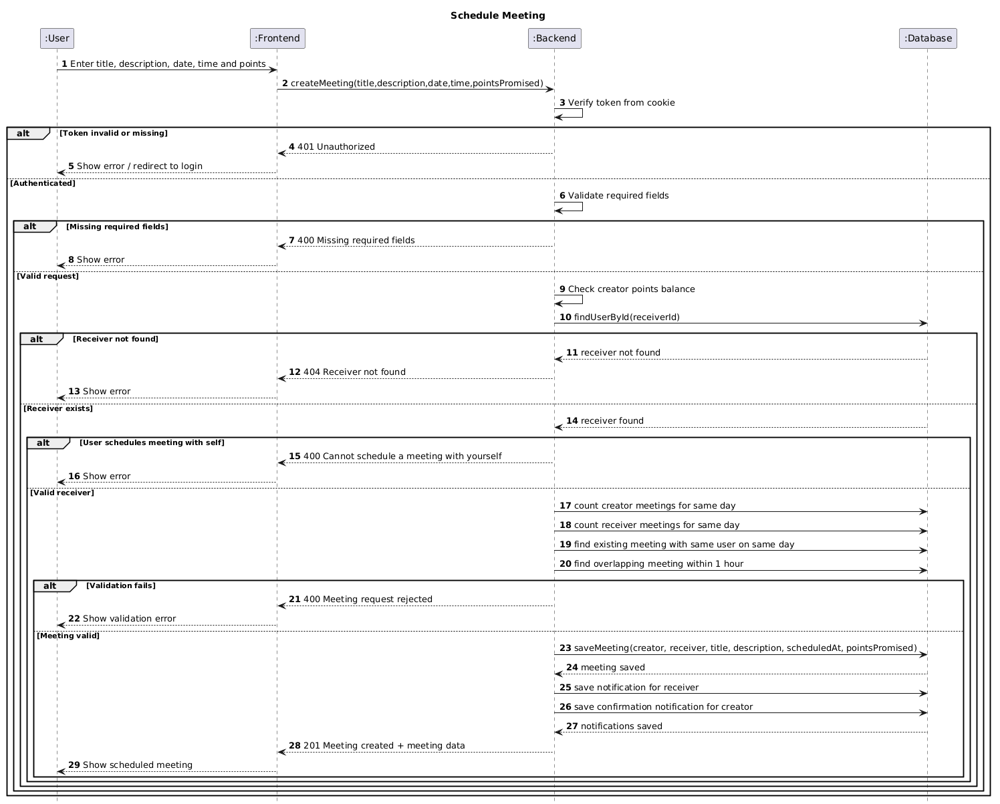 Schedule Meeting
:User
:Frontend
:Backend
:Database
1 Enter title, description, date, time and points
2 createMeeting(title,description,date,time,pointsPromised)
3 Verify token from cookie
alt [Token invalid or missing]
4 401 Unauthorized
5 Show error / redirect to login
[Authenticated]
6 Validate required fields
alt [Missing required fields]
7 400 Missing required fields
8 Show error
[Valid request]
9 Check creator points balance
10 findUserById(receiverId)
alt [Receiver not found]
11 receiver not found
12 404 Receiver not found
13 Show error
[Receiver exists]
14 receiver found
alt [User schedules meeting with self]
15 400 Cannot schedule a meeting with yourself
16 Show error
[Valid receiver]
17 count creator meetings for same day
18 count receiver meetings for same day
19 find existing meeting with same user on same day
20 find overlapping meeting within 1 hour
alt [Validation fails]
21 400 Meeting request rejected
22 Show validation error
[Meeting valid]
23 saveMeeting(creator, receiver, title, description, scheduledAt, pointsPromised)
24 meeting saved
25 save notification for receiver
26 save confirmation notification for creator
27 notifications saved
28 201 Meeting created + meeting data
29 Show scheduled meeting